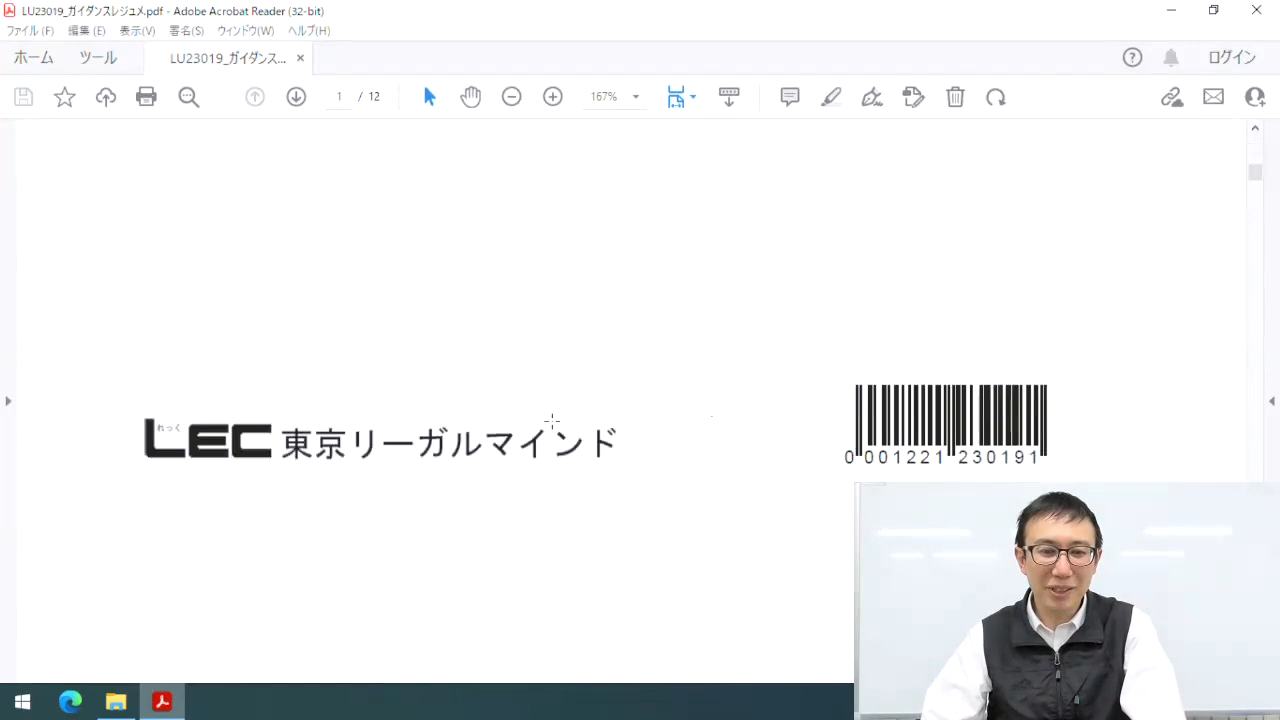 LU23019_ガイダンスレジュメ.pdf - Adobe Acrobat Reader (32-bit)
ファイル(F) 編集(E) 表示(V) 署名(S) ウィンドウ(W) ヘルプ(H)
ホーム ツール LU23019_ガイダンス... × ログイン
1 / 12 167%
れっく
LEC東京リーガルマインド
0 001221 230191